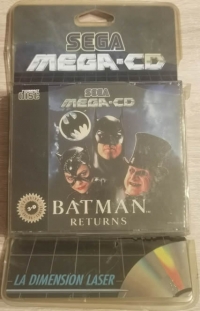 SEGA
MEGA-CD
SEGA
MEGA-CD
BATMAN
RETURNS
LA DIMENSION LASER